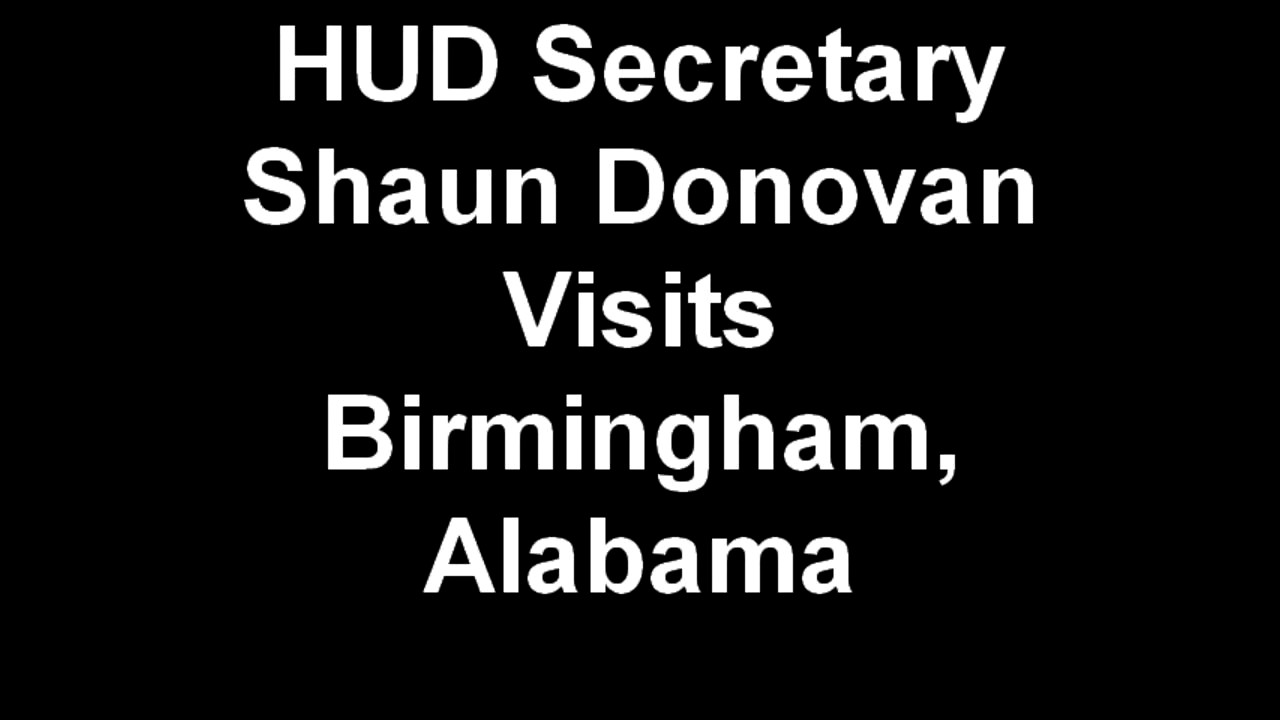 HUD Secretary
Shaun Donovan
Visits
Birmingham,
Alabama